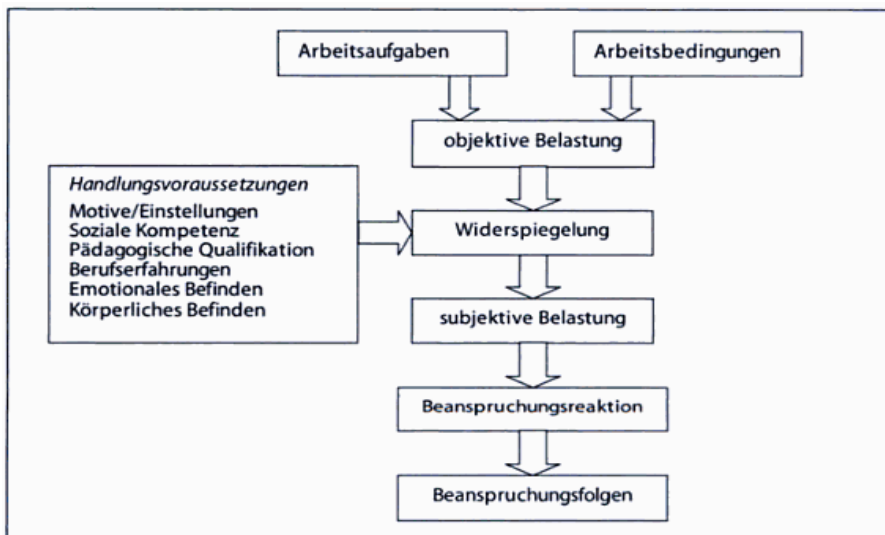 Arbeitsaufgaben
Arbeitsbedingungen
objektive Belastung
Handlungsvoraussetzungen
Motive/Einstellungen
Soziale Kompetenz
Pädagogische Qualifikation
Berufserfahrungen
Emotionales Befinden
Körperliches Befinden
Widerspiegelung
subjektive Belastung
Beanspruchungsreaktion
Beanspruchungsfolgen